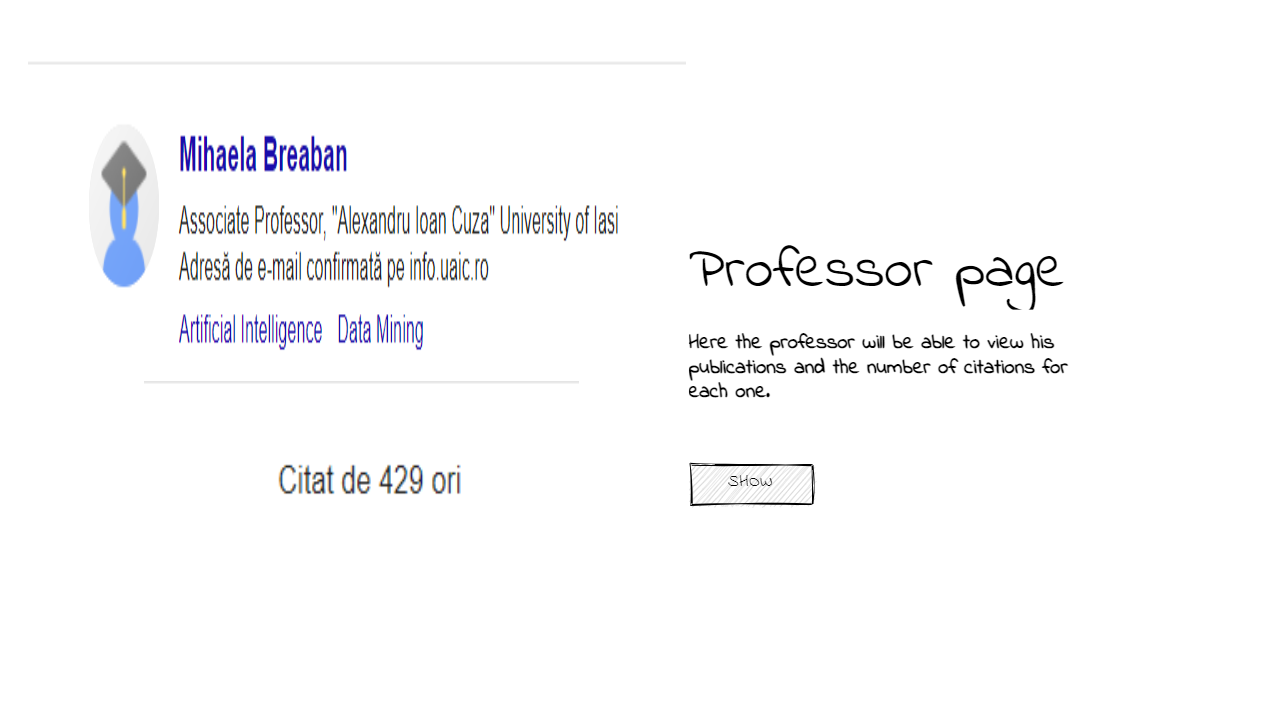 Mihaela Breaban
Associate Professor, "Alexandru Ioan Cuza" University of Iasi
Adresă de e-mail confirmată pe info.uaic.ro
Artificial Intelligence Data Mining
Citat de 429 ori
Professor page
Here the professor will be able to view his
publications and the number of citations for
each one.
SHOW